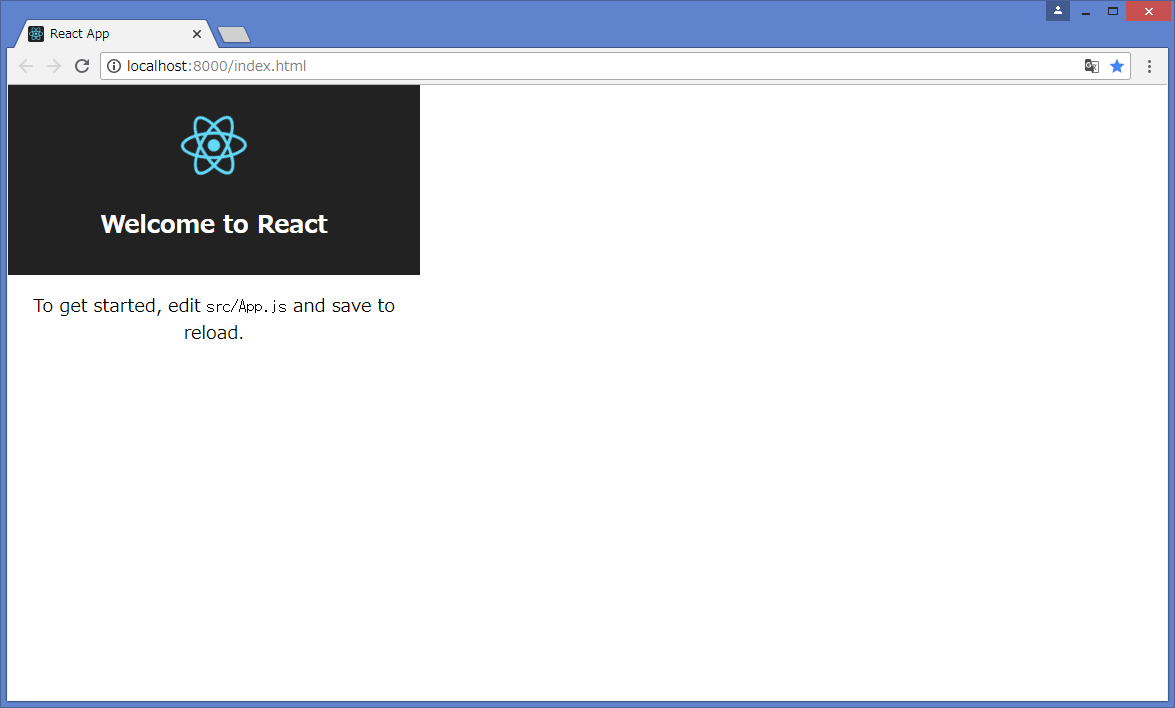 React App
localhost:8000/index.html
Welcome to React
To get started, edit src/App.js and save to
reload.